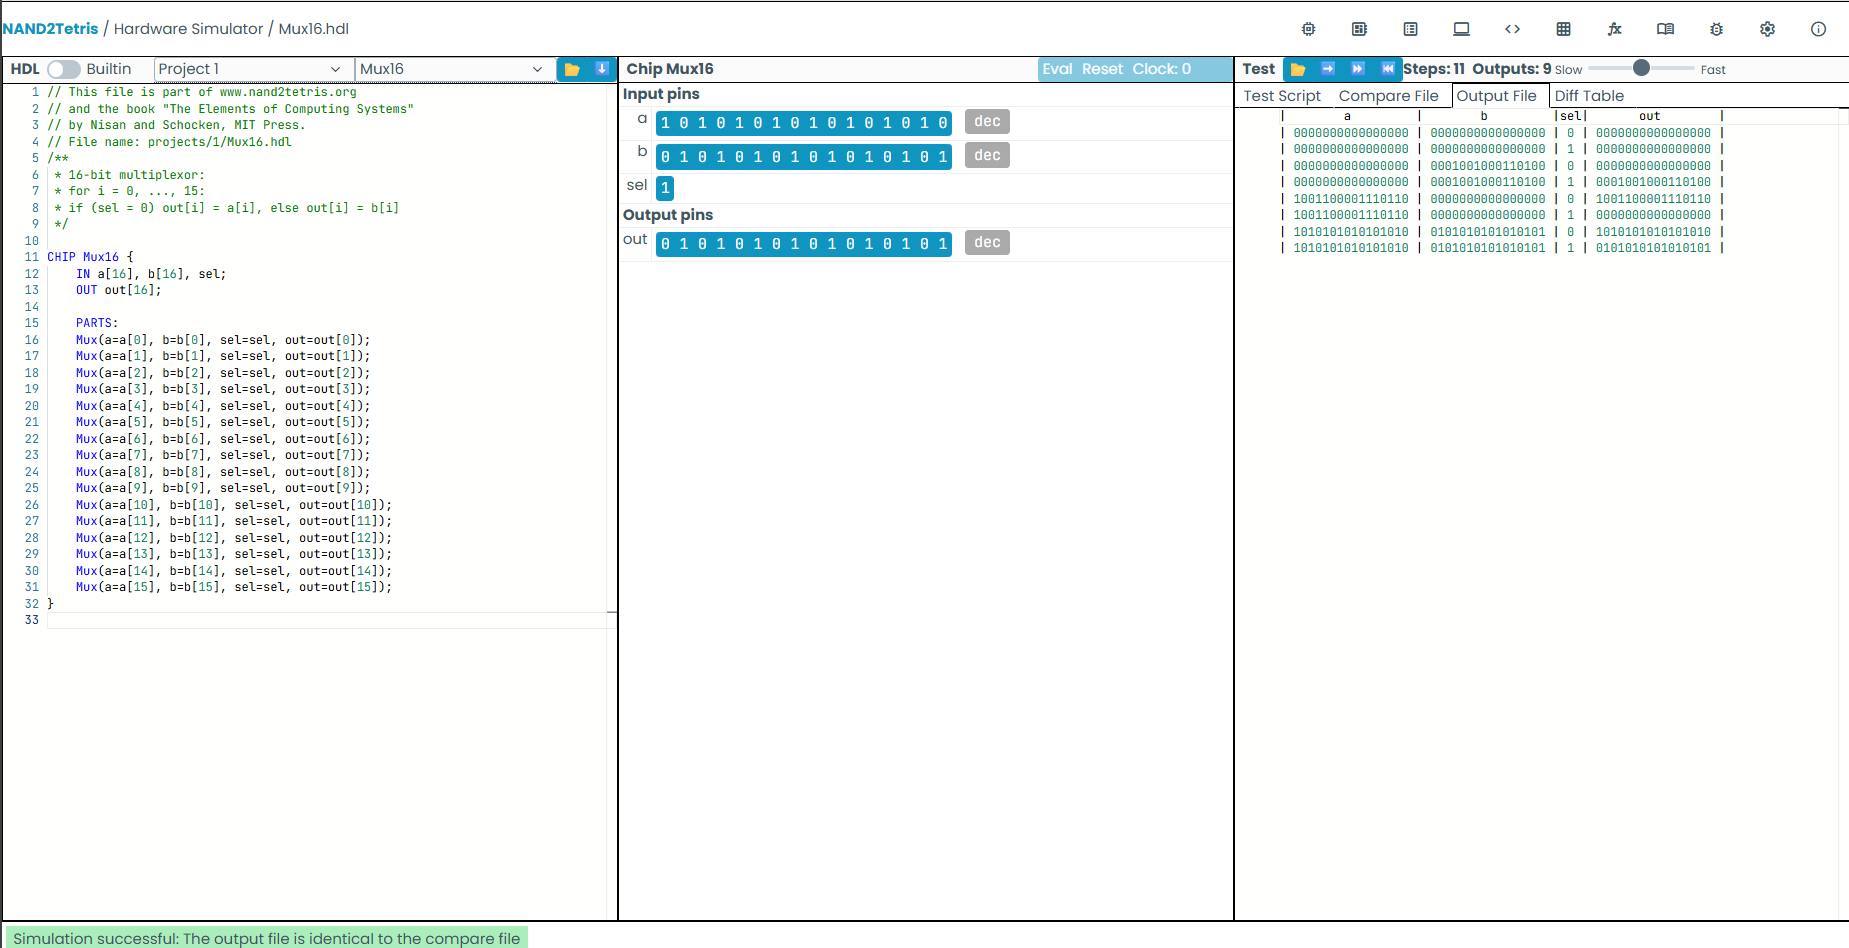 NAND2Tetris / Hardware Simulator / Mux16.hdl
HDL Builtin Project 1 Mux16
1 // This file is part of www.nand2tetris.org
2 // and the book "The Elements of Computing Systems"
3 // by Nisan and Schocken, MIT Press.
4 // File name: projects/1/Mux16.hdl
5 /**
6 * 16-bit multiplexor:
7 * for i = 0, ..., 15:
8 * if (sel = 0) out[i] = a[i], else out[i] = b[i]
9 */
10
11 CHIP Mux16 {
12 IN a[16], b[16], sel;
13 OUT out[16];
14
15 PARTS:
16 Mux(a=a[0], b=b[0], sel=sel, out=out[0]);
17 Mux(a=a[1], b=b[1], sel=sel, out=out[1]);
18 Mux(a=a[2], b=b[2], sel=sel, out=out[2]);
19 Mux(a=a[3], b=b[3], sel=sel, out=out[3]);
20 Mux(a=a[4], b=b[4], sel=sel, out=out[4]);
21 Mux(a=a[5], b=b[5], sel=sel, out=out[5]);
22 Mux(a=a[6], b=b[6], sel=sel, out=out[6]);
23 Mux(a=a[7], b=b[7], sel=sel, out=out[7]);
24 Mux(a=a[8], b=b[8], sel=sel, out=out[8]);
25 Mux(a=a[9], b=b[9], sel=sel, out=out[9]);
26 Mux(a=a[10], b=b[10], sel=sel, out=out[10]);
27 Mux(a=a[11], b=b[11], sel=sel, out=out[11]);
28 Mux(a=a[12], b=b[12], sel=sel, out=out[12]);
29 Mux(a=a[13], b=b[13], sel=sel, out=out[13]);
30 Mux(a=a[14], b=b[14], sel=sel, out=out[14]);
31 Mux(a=a[15], b=b[15], sel=sel, out=out[15]);
32 }
33
Chip Mux16 Eval Reset Clock: 0
Input pins
a 1 0 1 0 1 0 1 0 1 0 1 0 1 0 1 0 dec
b 0 1 0 1 0 1 0 1 0 1 0 1 0 1 0 1 dec
sel 1
Output pins
out 0 1 0 1 0 1 0 1 0 1 0 1 0 1 0 1 dec
Test Steps: 11 Outputs: 9 Slow Fast
Test Script Compare File Output File Diff Table
| a | b |sel| out |
| 0000000000000000 | 0000000000000000 | 0 | 0000000000000000 |
| 0000000000000000 | 0000000000000000 | 1 | 0000000000000000 |
| 0000000000000000 | 0001001000110100 | 0 | 0000000000000000 |
| 0000000000000000 | 0001001000110100 | 1 | 0001001000110100 |
| 1001100001110110 | 0000000000000000 | 0 | 1001100001110110 |
| 1001100001110110 | 0000000000000000 | 1 | 0000000000000000 |
| 1010101010101010 | 0101010101010101 | 0 | 1010101010101010 |
| 1010101010101010 | 0101010101010101 | 1 | 0101010101010101 |
Simulation successful: The output file is identical to the compare file